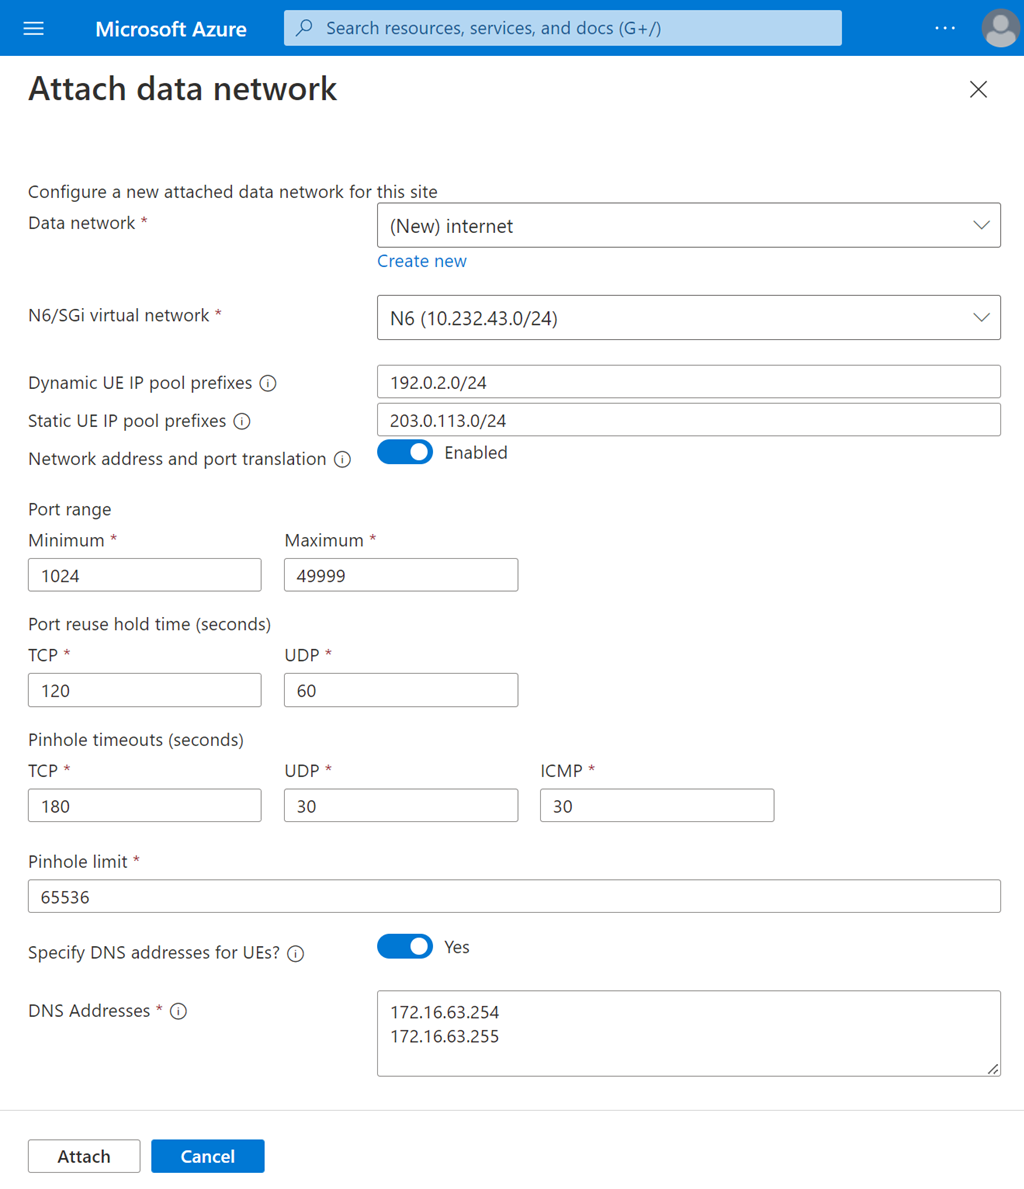 Microsoft Azure
Search resources, services, and docs (G+/)
Attach data network
Configure a new attached data network for this site
Data network *
(New) internet
Create new
N6/SGi virtual network *
N6 (10.232.43.0/24)
Dynamic UE IP pool prefixes
192.0.2.0/24
Static UE IP pool prefixes
203.0.113.0/24
Network address and port translation
Enabled
Port range
Minimum * Maximum *
1024 49999
Port reuse hold time (seconds)
TCP * UDP *
120 60
Pinhole timeouts (seconds)
TCP * UDP * ICMP *
180 30 30
Pinhole limit *
65536
Specify DNS addresses for UEs?
Yes
DNS Addresses *
172.16.63.254
172.16.63.255
Attach Cancel